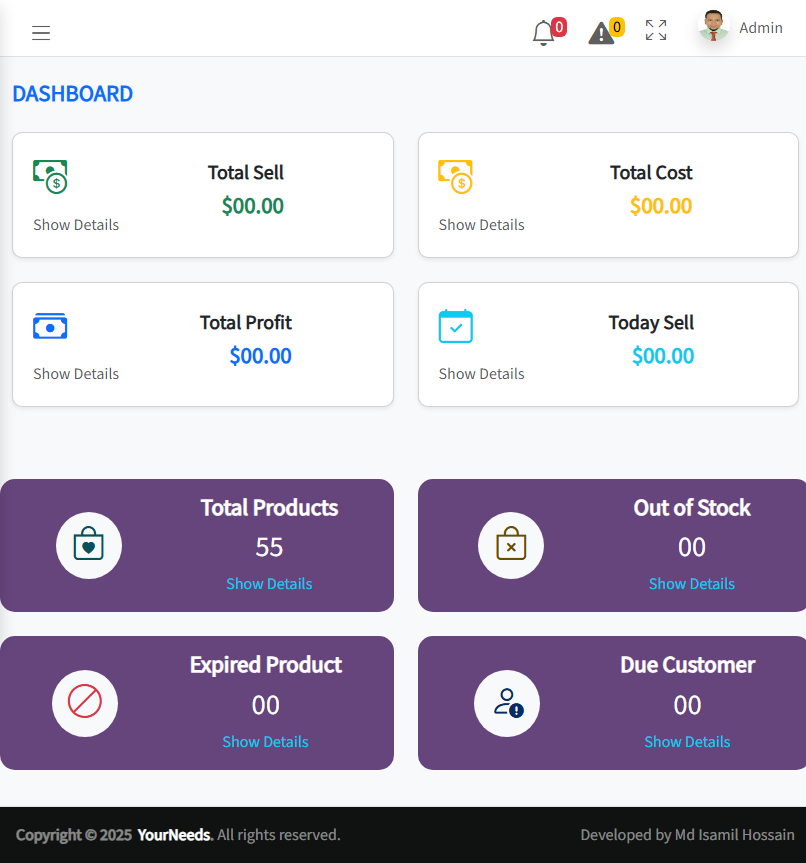 0
0
Admin
DASHBOARD
Total Sell
$00.00
Show Details
Total Cost
$00.00
Show Details
Total Profit
$00.00
Show Details
Today Sell
$00.00
Show Details
Total Products
55
Show Details
Out of Stock
00
Show Details
Expired Product
00
Show Details
Due Customer
00
Show Details
Copyright © 2025 YourNeeds. All rights reserved.
Developed by Md Isamil Hossain